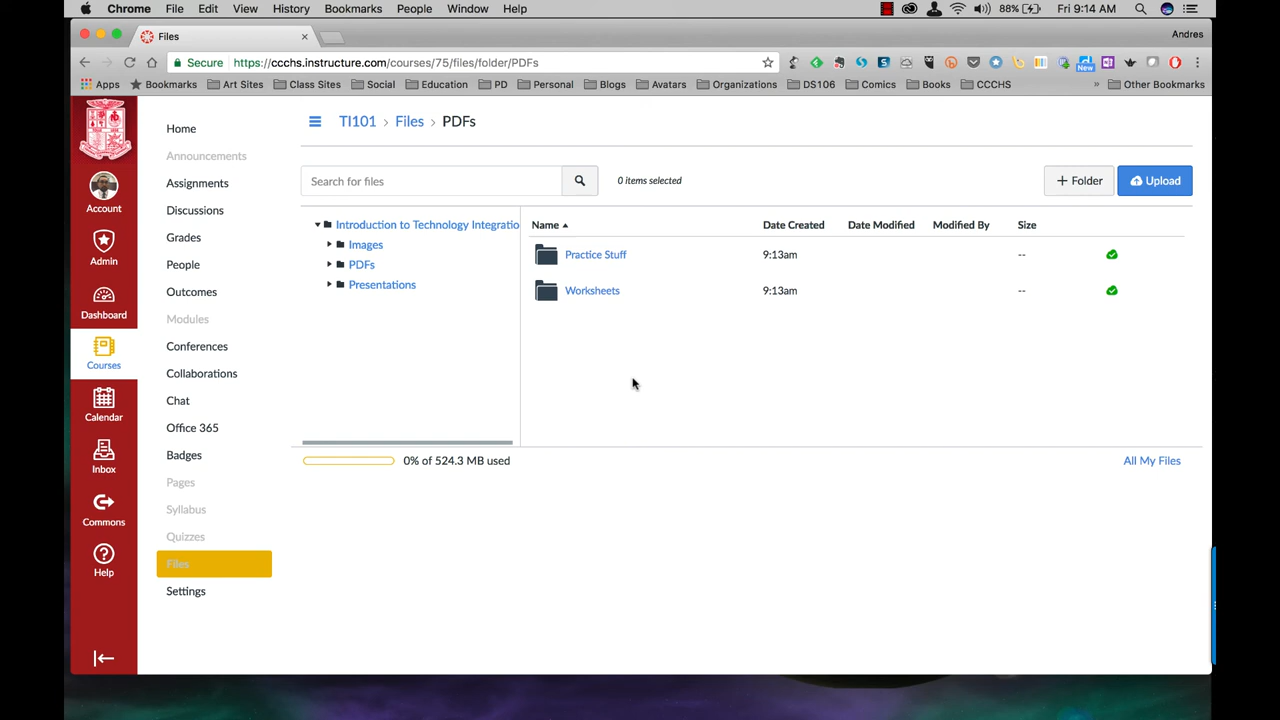 Chrome File Edit View History Bookmarks People Window Help 88% Fri 9:14 AM
Files Andres
Secure https://ccchs.instructure.com/courses/75/files/folder/PDFs New
Apps Bookmarks Art Sites Class Sites Social Education PD Personal Blogs Avatars Organizations DS106 Comics Books CCCHS » Other Bookmarks
Account
Admin
Dashboard
Courses
Calendar
Inbox
Commons
Help
Home
Announcements
Assignments
Discussions
Grades
People
Outcomes
Modules
Conferences
Collaborations
Chat
Office 365
Badges
Pages
Syllabus
Quizzes
Files
Settings
TI101 > Files > PDFs
Search for files 0 items selected + Folder Upload
Introduction to Technology Integratio
Images
PDFs
Presentations
Name Date Created Date Modified Modified By Size
Practice Stuff 9:13am --
Worksheets 9:13am --
0% of 524.3 MB used All My Files